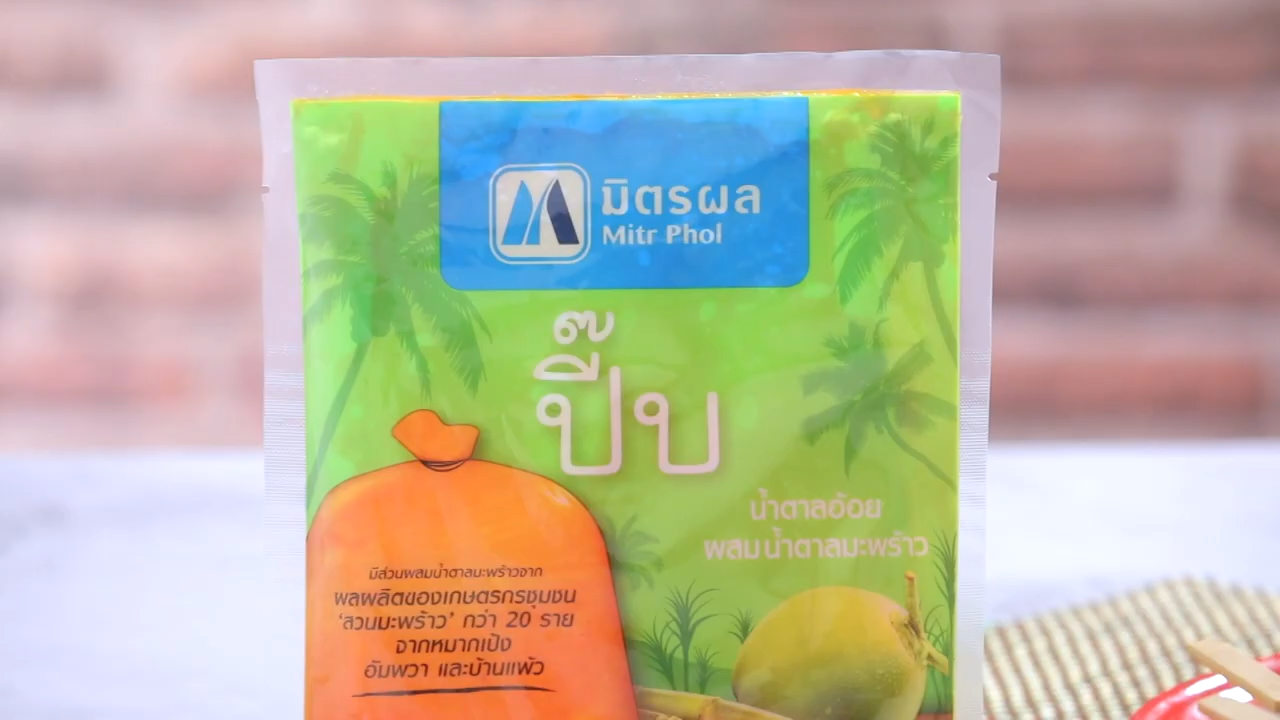 มิตรผล
Mitr Phol
ปี๊บ
น้ำตาลอ้อย
ผสมน้ำตาลมะพร้าว
มีส่วนผสมน้ำตาลมะพร้าวจาก
ผลผลิตของเกษตรกรชุมชน
‘สวนมะพร้าว’ กว่า 20 ราย
จากหมากเป้ง
อัมพวา และบ้านแพ้ว